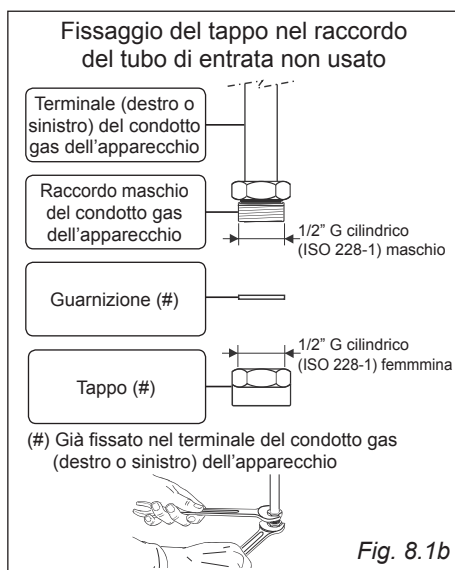 Fissaggio del tappo nel raccordo
del tubo di entrata non usato
Terminale (destro o
sinistro) del condotto
gas dell'apparecchio
Raccordo maschio
del condotto gas
dell'apparecchio
1/2" G cilindrico
(ISO 228-1) maschio
Guarnizione (#)
1/2" G cilindrico
(ISO 228-1) femmmina
Tappo (#)
(#) Già fissato nel terminale del condotto gas
(destro o sinistro) dell'apparecchio
Fig. 8.1b